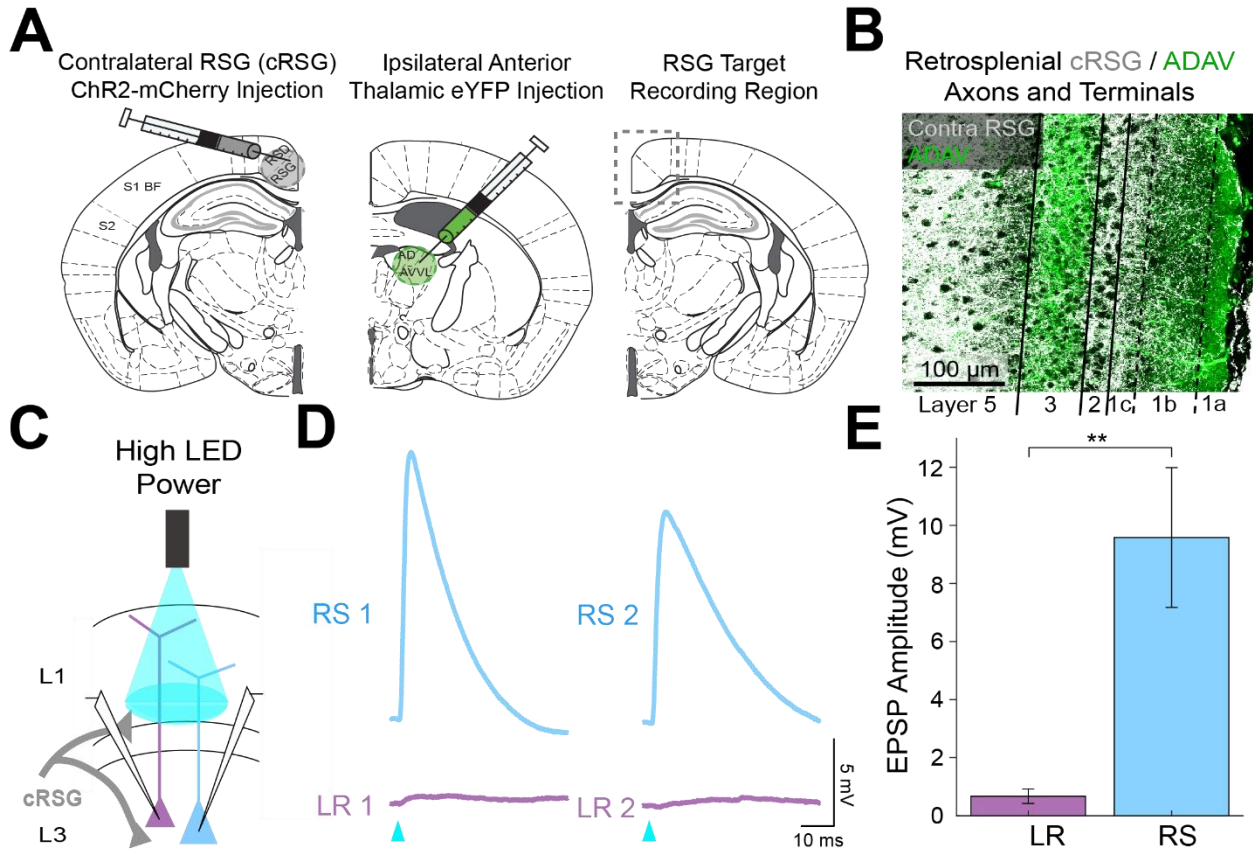 A
Contralateral RSG (cRSG)
ChR2-mCherry Injection
RSD
RSG
S1 BF
S2
Ipsilateral Anterior
Thalamic eYFP Injection
AD
AVVL
RSG Target
Recording Region
B
Retrosplenial cRSG / ADAV
Axons and Terminals
Contra RSG
ADAV
100 µm
Layer 5 3 2 1c 1b 1a
C
High LED
Power
L1
cRSG
L3
D
RS 1
RS 2
LR 1
LR 2
5 mV
10 ms
E
**
EPSP Amplitude (mV)
12
10
8
6
4
2
0
LR RS